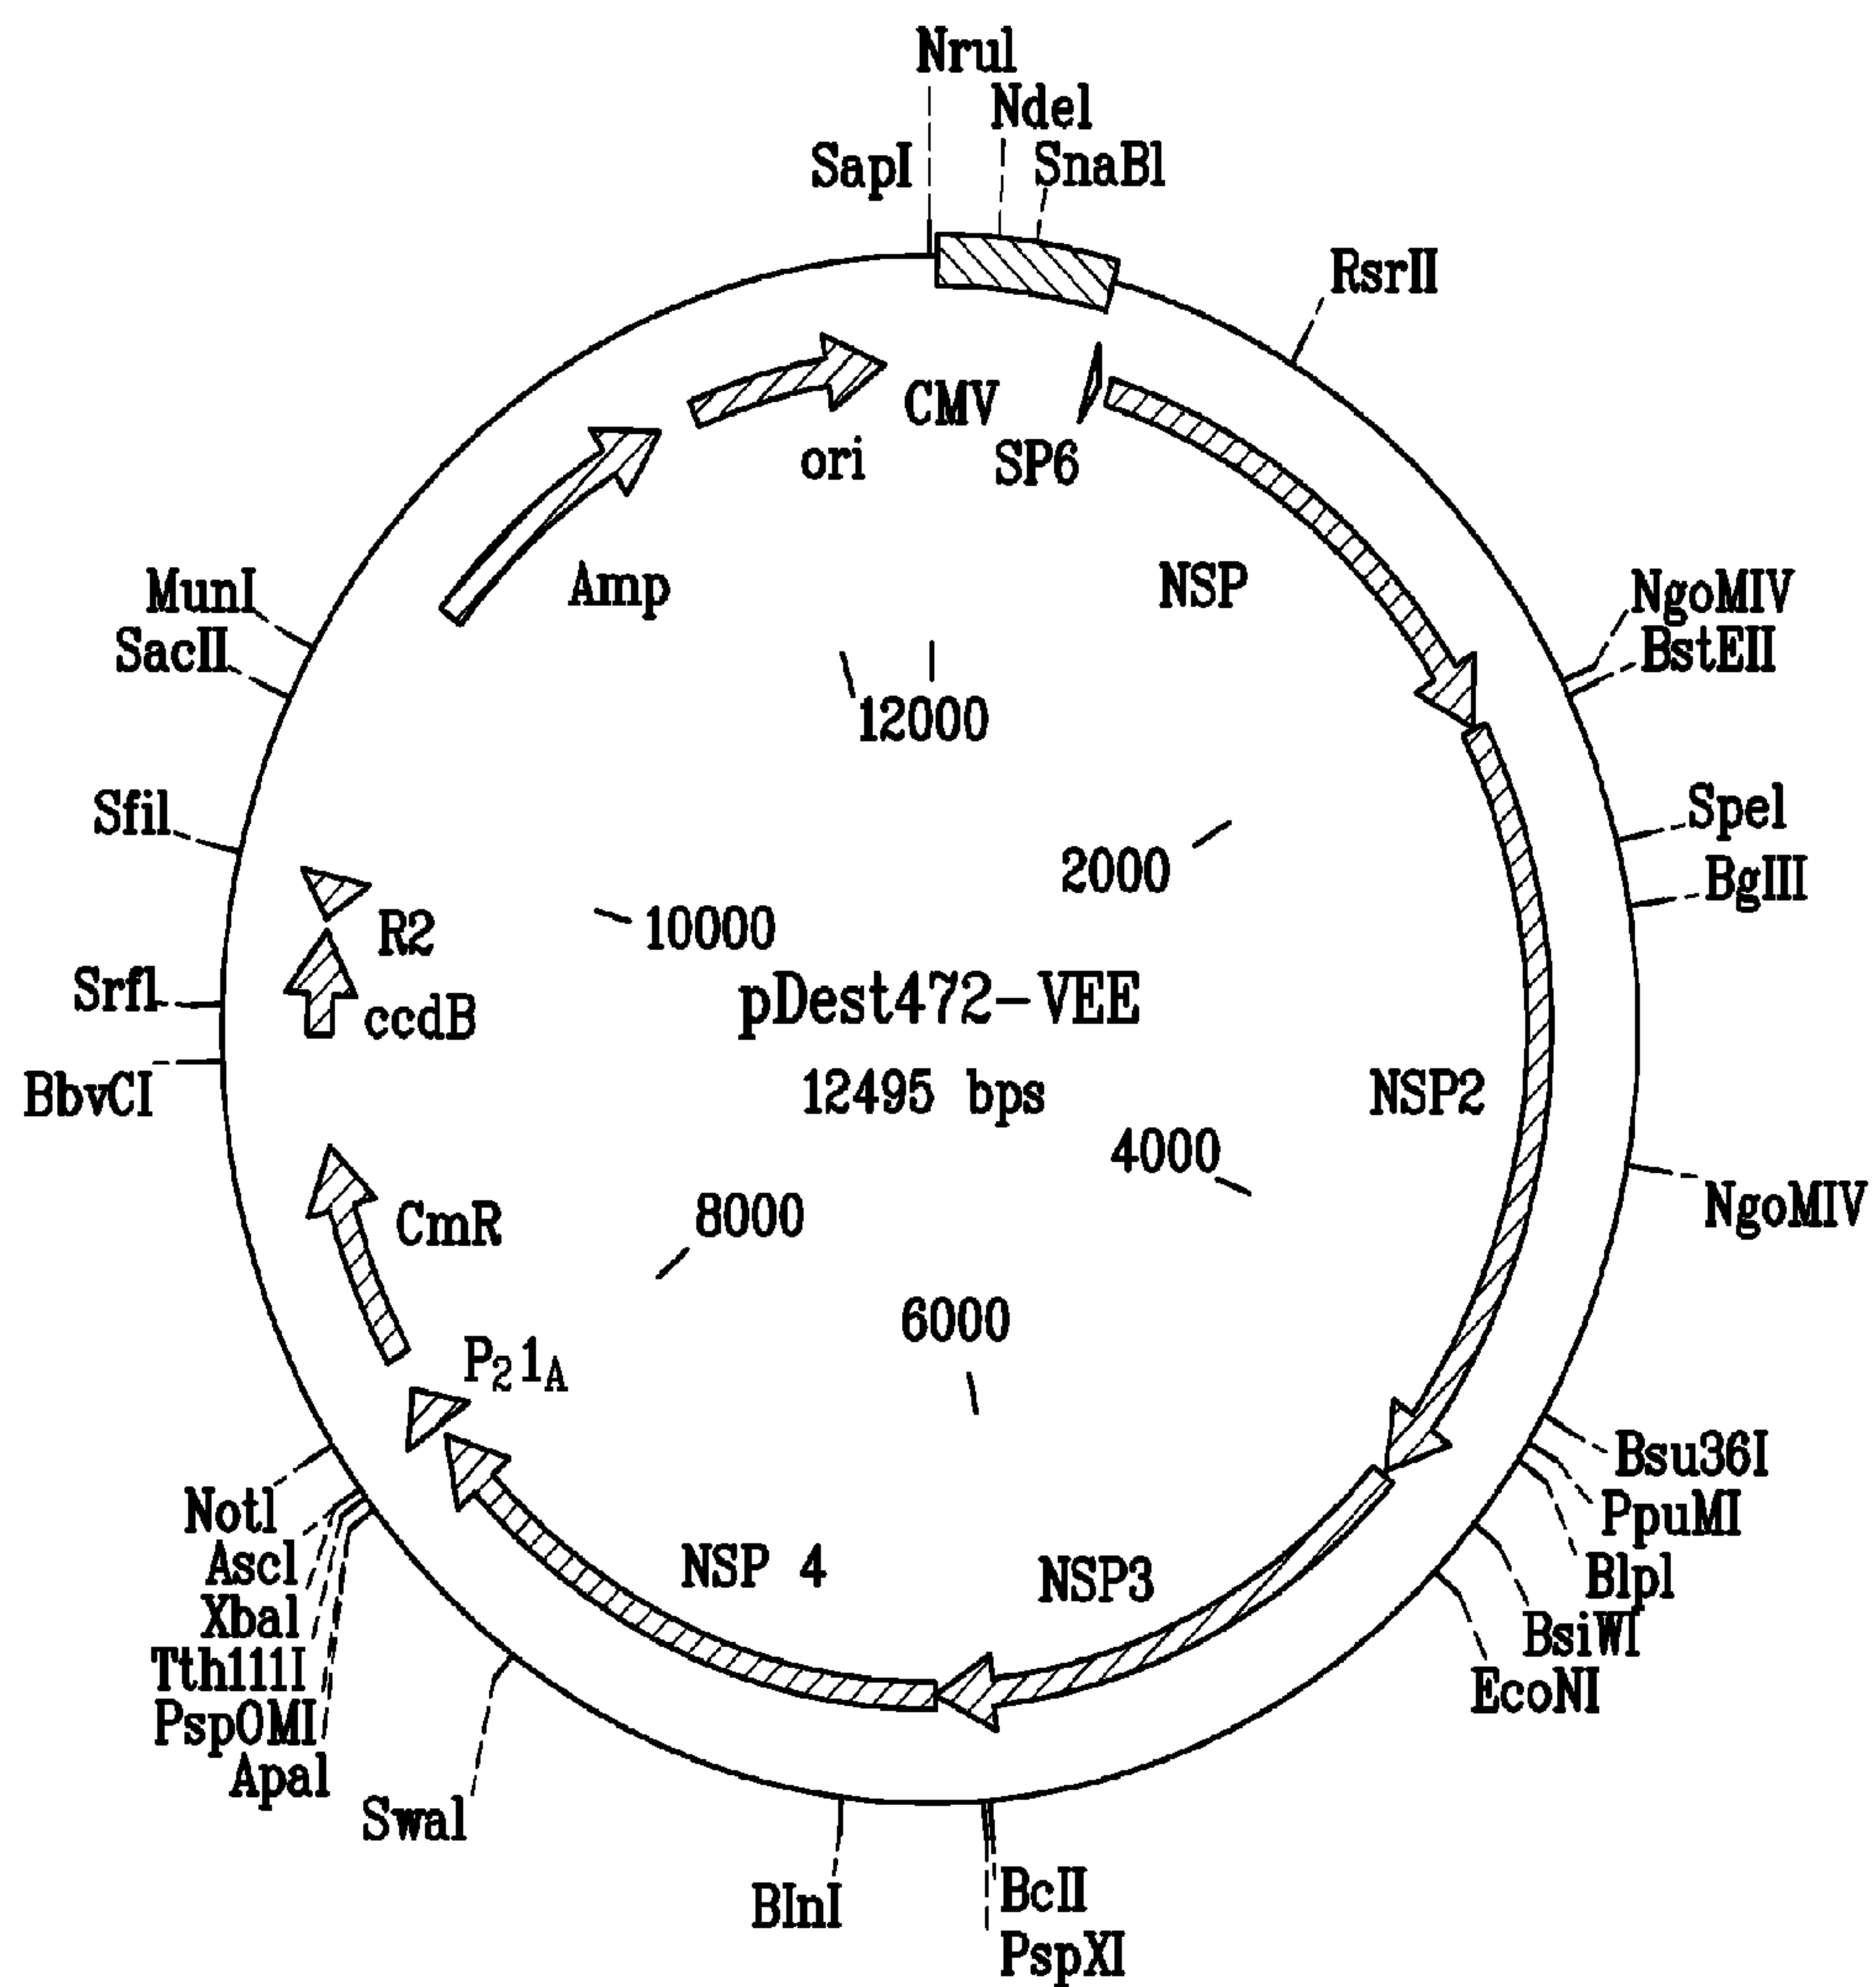 NruI
NdeI
SnaBI
SapI
RsrII
CMV
ori
SP6
Amp
NSP
MunI
SacII
NgoMIV
BstEII
12000
SfiI
2000
SpeI
BglII
R2
10000
SrfI
ccdB
pDest472-VEE
12495 bps
BbvCI
NSP2
4000
NgoMIV
CmR
8000
6000
P21A
NotI
AscI
XbaI
Tth111I
PspOMI
ApaI
SwaI
NSP 4
NSP3
Bsu36I
PpuMI
BlpI
BsiWI
EcoNI
BlnI
BclI
PspXI